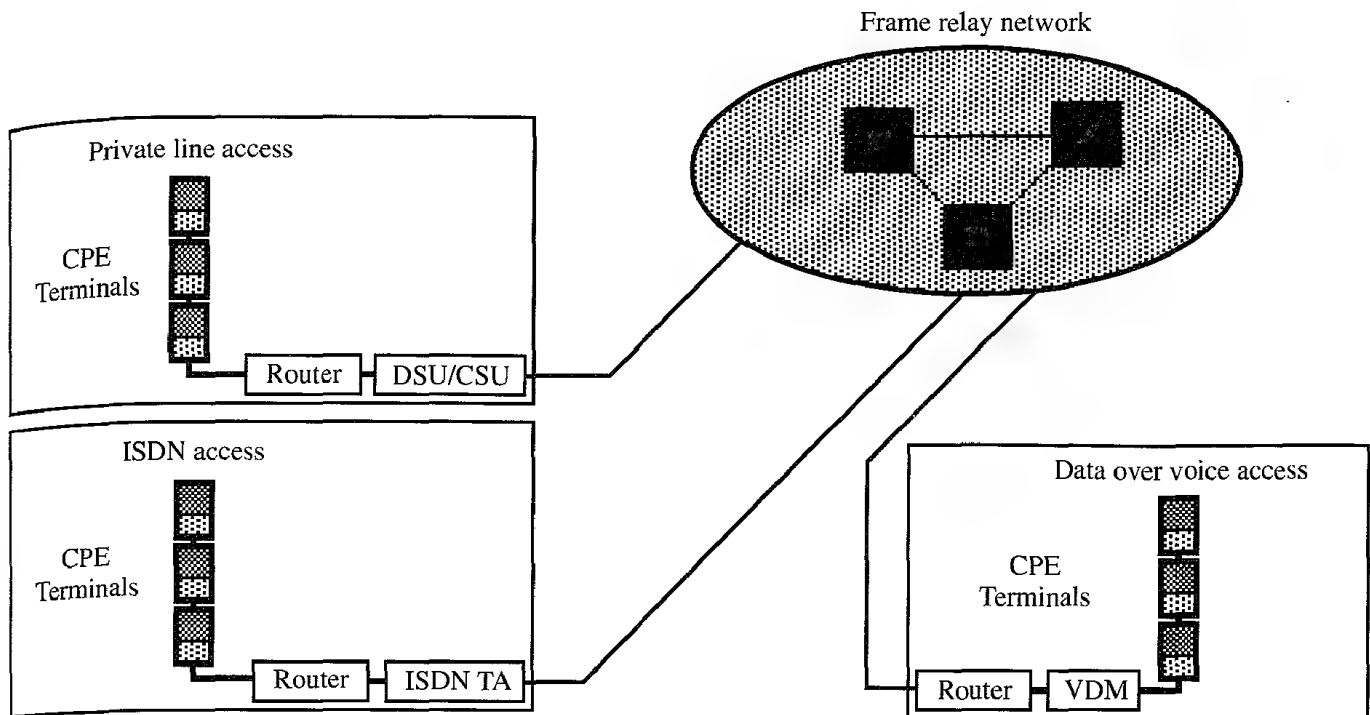 Frame relay network
Private line access
CPE
Terminals
Router
DSU/CSU
ISDN access
CPE
Terminals
Router
ISDN TA
Data over voice access
CPE
Terminals
Router
VDM